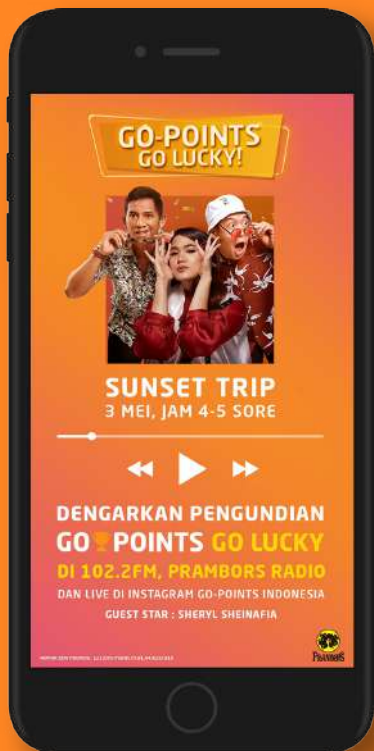 GO-POINTS
GO LUCKY!
SUNSET TRIP
3 MEI, JAM 4-5 SORE
DENGARKAN PENGUNDIAN
GO POINTS GO LUCKY
DI 102.2FM, PRAMBORS RADIO
DAN LIVE DI INSTAGRAM GO-POINTS INDONESIA
GUEST STAR : SHERYL SHEINAFIA
PRAMBORS